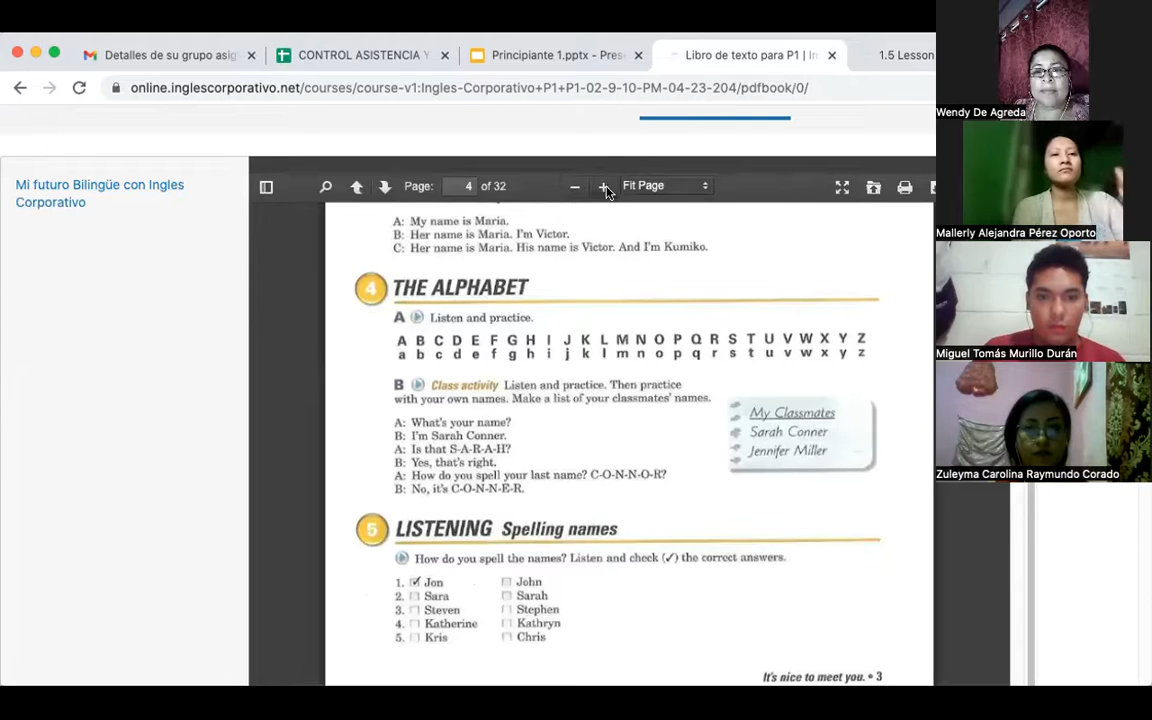 Detalles de su grupo asig
CONTROL ASISTENCIA Y
Principiante 1.pptx - Pres
Libro de texto para P1 | In
1.5 Lesson
online.inglescorporativo.net/courses/course-v1:Ingles-Corporativo+P1+P1-02-9-10-PM-04-23-204/pdfbook/0/
Mi futuro Bilingüe con Ingles
Corporativo
Page: 4 of 32
Fit Page
A: My name is Maria.
B: Her name is Maria. I'm Victor.
C: Her name is Maria. His name is Victor. And I'm Kumiko.
4 THE ALPHABET
A Listen and practice.
A B C D E F G H I J K L M N O P Q R S T U V W X Y Z
a b c d e f g h i j k l m n o p q r s t u v w x y z
B Class activity Listen and practice. Then practice
with your own names. Make a list of your classmates' names.
A: What's your name?
B: I'm Sarah Conner.
A: Is that S-A-R-A-H?
B: Yes, that's right.
A: How do you spell your last name? C-O-N-N-O-R?
B: No, it's C-O-N-N-E-R.
My Classmates
Sarah Conner
Jennifer Miller
5 LISTENING Spelling names
How do you spell the names? Listen and check (✓) the correct answers.
1. Jon John
2. Sara Sarah
3. Steven Stephen
4. Katherine Kathryn
5. Kris Chris
It's nice to meet you. • 3
Wendy De Agreda
Mallerly Alejandra Pérez Oporto
Miguel Tomás Murillo Durán
Zuleyma Carolina Raymundo Corado